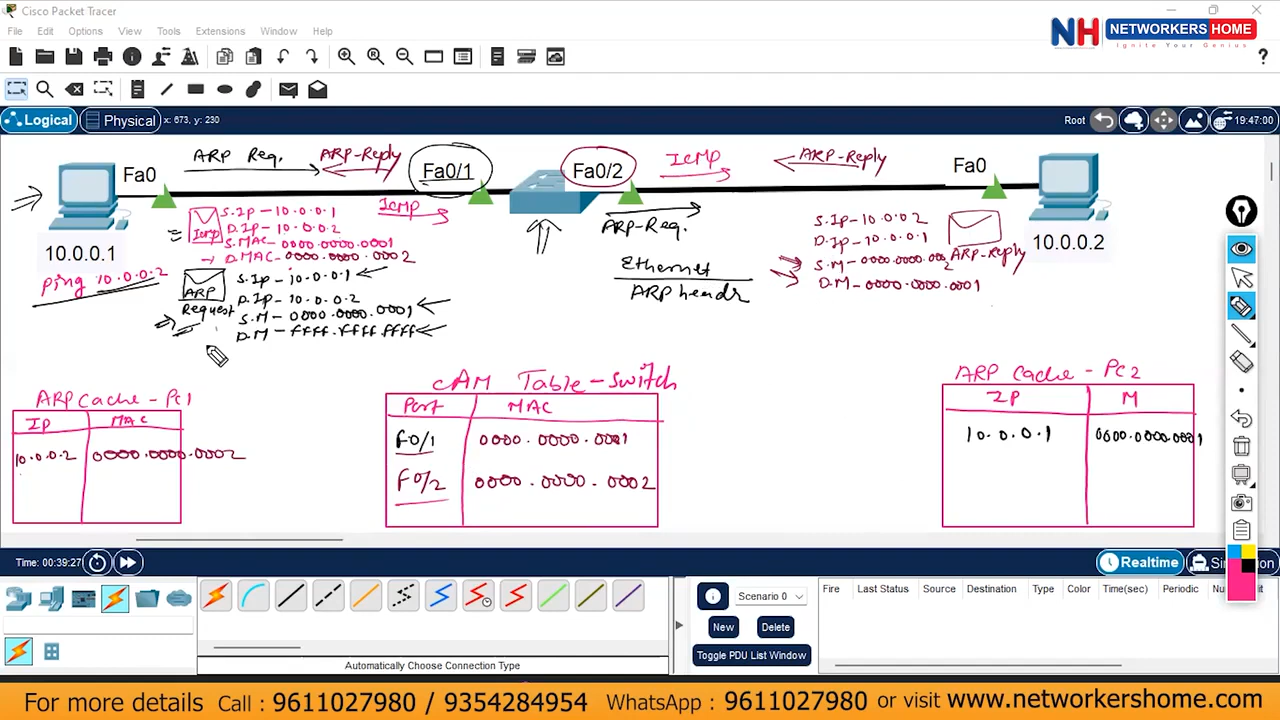 Cisco Packet Tracer
File Edit Options View Tools Extensions Window Help
NH NETWORKERS HOME
Ignite Your Genius
Logical Physical x: 673, y: 230 Root 19:47:00
Fa0 ARP Req. ARP-Reply Fa0/1 Fa0/2 ICMP ARP-Reply Fa0
ICMP
ARP-Req.
10.0.0.1
10.0.0.2
Ping 10.0.0.2
ICMP
S.Ip - 10.0.0.1
D.Ip - 10.0.0.2
S.MAC - 0000.0000.0001
D.MAC - 0000.0000.0002
ARP
Request
S.Ip - 10.0.0.1
D.Ip - 10.0.0.2
S.M - 0000.0000.0001
D.M - ffff.ffff.ffff
Ethernet
ARP headr
S.Ip - 10.0.0.2
D.Ip - 10.0.0.1
S.M - 0000.0000.0002
D.M - 0000.0000.0001
ARP-Reply
ARP Cache - PC1
IP MAC
10.0.0.2 0000.0000.0002
CAM Table - Switch
Port MAC
F0/1 0000.0000.0001
F0/2 0000.0000.0002
ARP Cache - PC2
IP M
10.0.0.1 0000.0000.0001
Time: 00:39:27 Realtime
Scenario 0
New Delete
Toggle PDU List Window
Fire Last Status Source Destination Type Color Time(sec) Periodic
Automatically Choose Connection Type
For more details Call : 9611027980 / 9354284954 WhatsApp : 9611027980 or visit www.networkershome.com